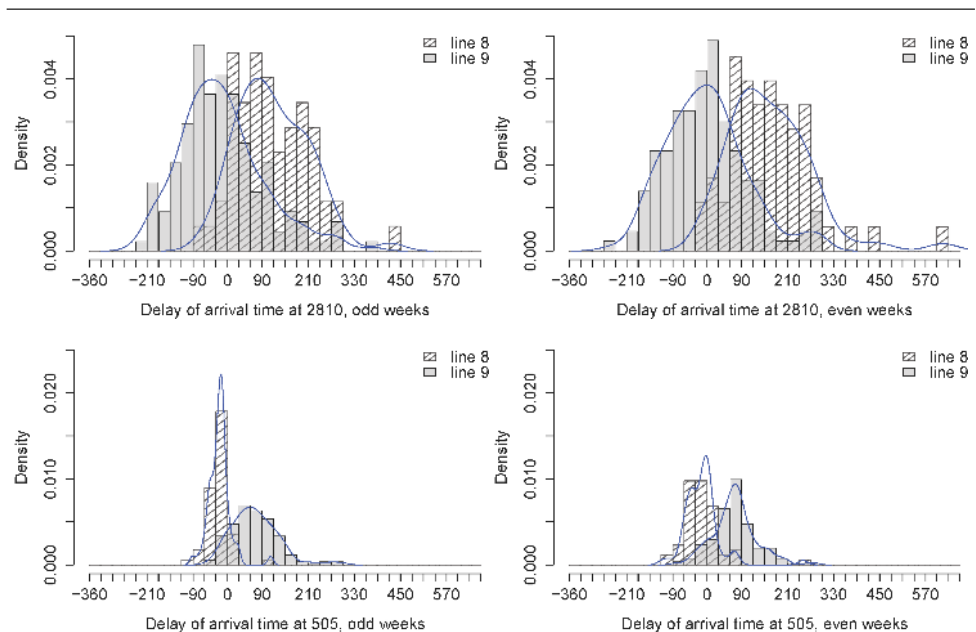 line 8
line 9
Density
0.000 0.002 0.004
−360 −210 −90 0 90 210 330 450 570
Delay of arrival time at 2810, odd weeks
line 8
line 9
Density
0.000 0.002 0.004
−360 −210 −90 0 90 210 330 450 570
Delay of arrival time at 2810, even weeks
line 8
line 9
Density
0.000 0.010 0.020
−360 −210 −90 0 90 210 330 450 570
Delay of arrival time at 505, odd weeks
line 8
line 9
Density
0.000 0.010 0.020
−360 −210 −90 0 90 210 330 450 570
Delay of arrival time at 505, even weeks